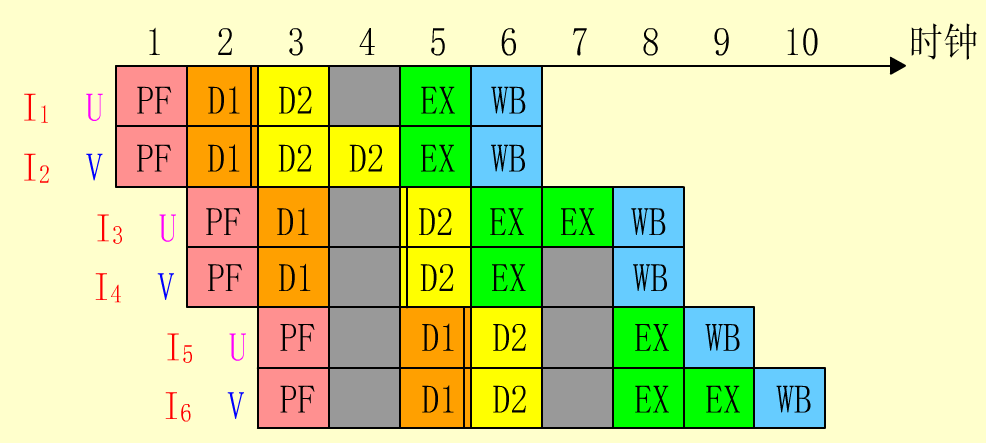 1 2 3 4 5 6 7 8 9 10 时钟
I1 U PF D1 D2 EX WB
I2 V PF D1 D2 D2 EX WB
I3 U PF D1 D2 EX EX WB
I4 V PF D1 D2 EX WB
I5 U PF D1 D2 EX WB
I6 V PF D1 D2 EX EX WB